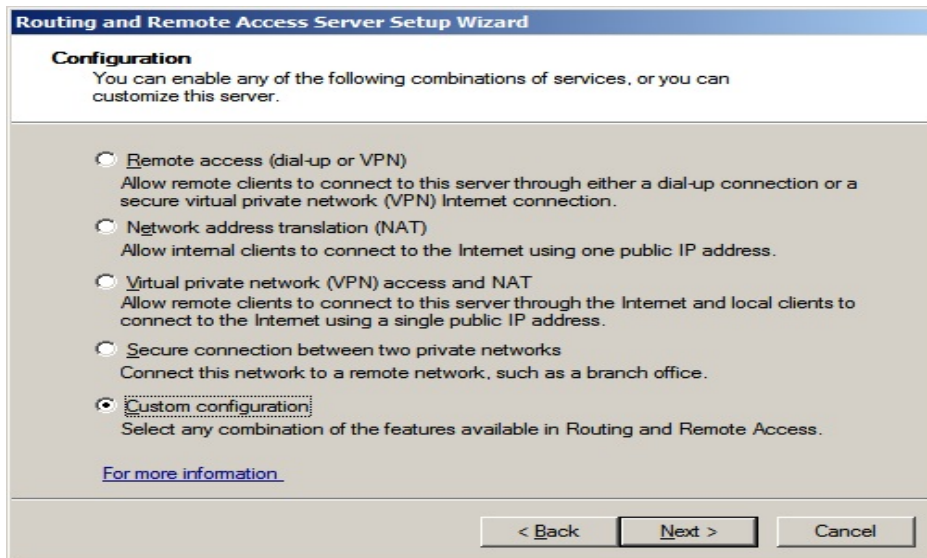 Routing and Remote Access Server Setup Wizard
Configuration
You can enable any of the following combinations of services, or you can
customize this server.
Remote access (dial-up or VPN)
Allow remote clients to connect to this server through either a dial-up connection or a
secure virtual private network (VPN) Internet connection.
Network address translation (NAT)
Allow internal clients to connect to the Internet using one public IP address.
Virtual private network (VPN) access and NAT
Allow remote clients to connect to this server through the Internet and local clients to
connect to the Internet using a single public IP address.
Secure connection between two private networks
Connect this network to a remote network, such as a branch office.
Custom configuration
Select any combination of the features available in Routing and Remote Access.
For more information
< Back Next > Cancel